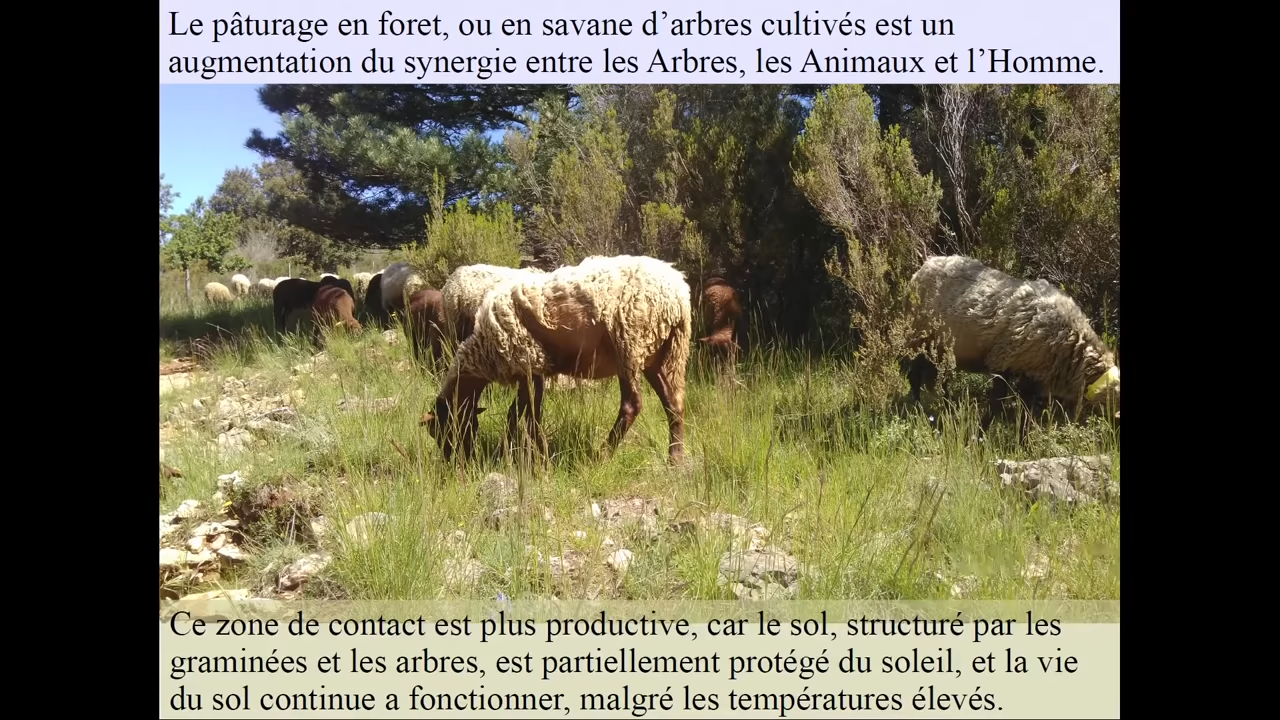 Le pâturage en foret, ou en savane d’arbres cultivés est un
augmentation du synergie entre les Arbres, les Animaux et l’Homme.
Ce zone de contact est plus productive, car le sol, structuré par les
graminées et les arbres, est partiellement protégé du soleil, et la vie
du sol continue a fonctionner, malgré les températures élevés.